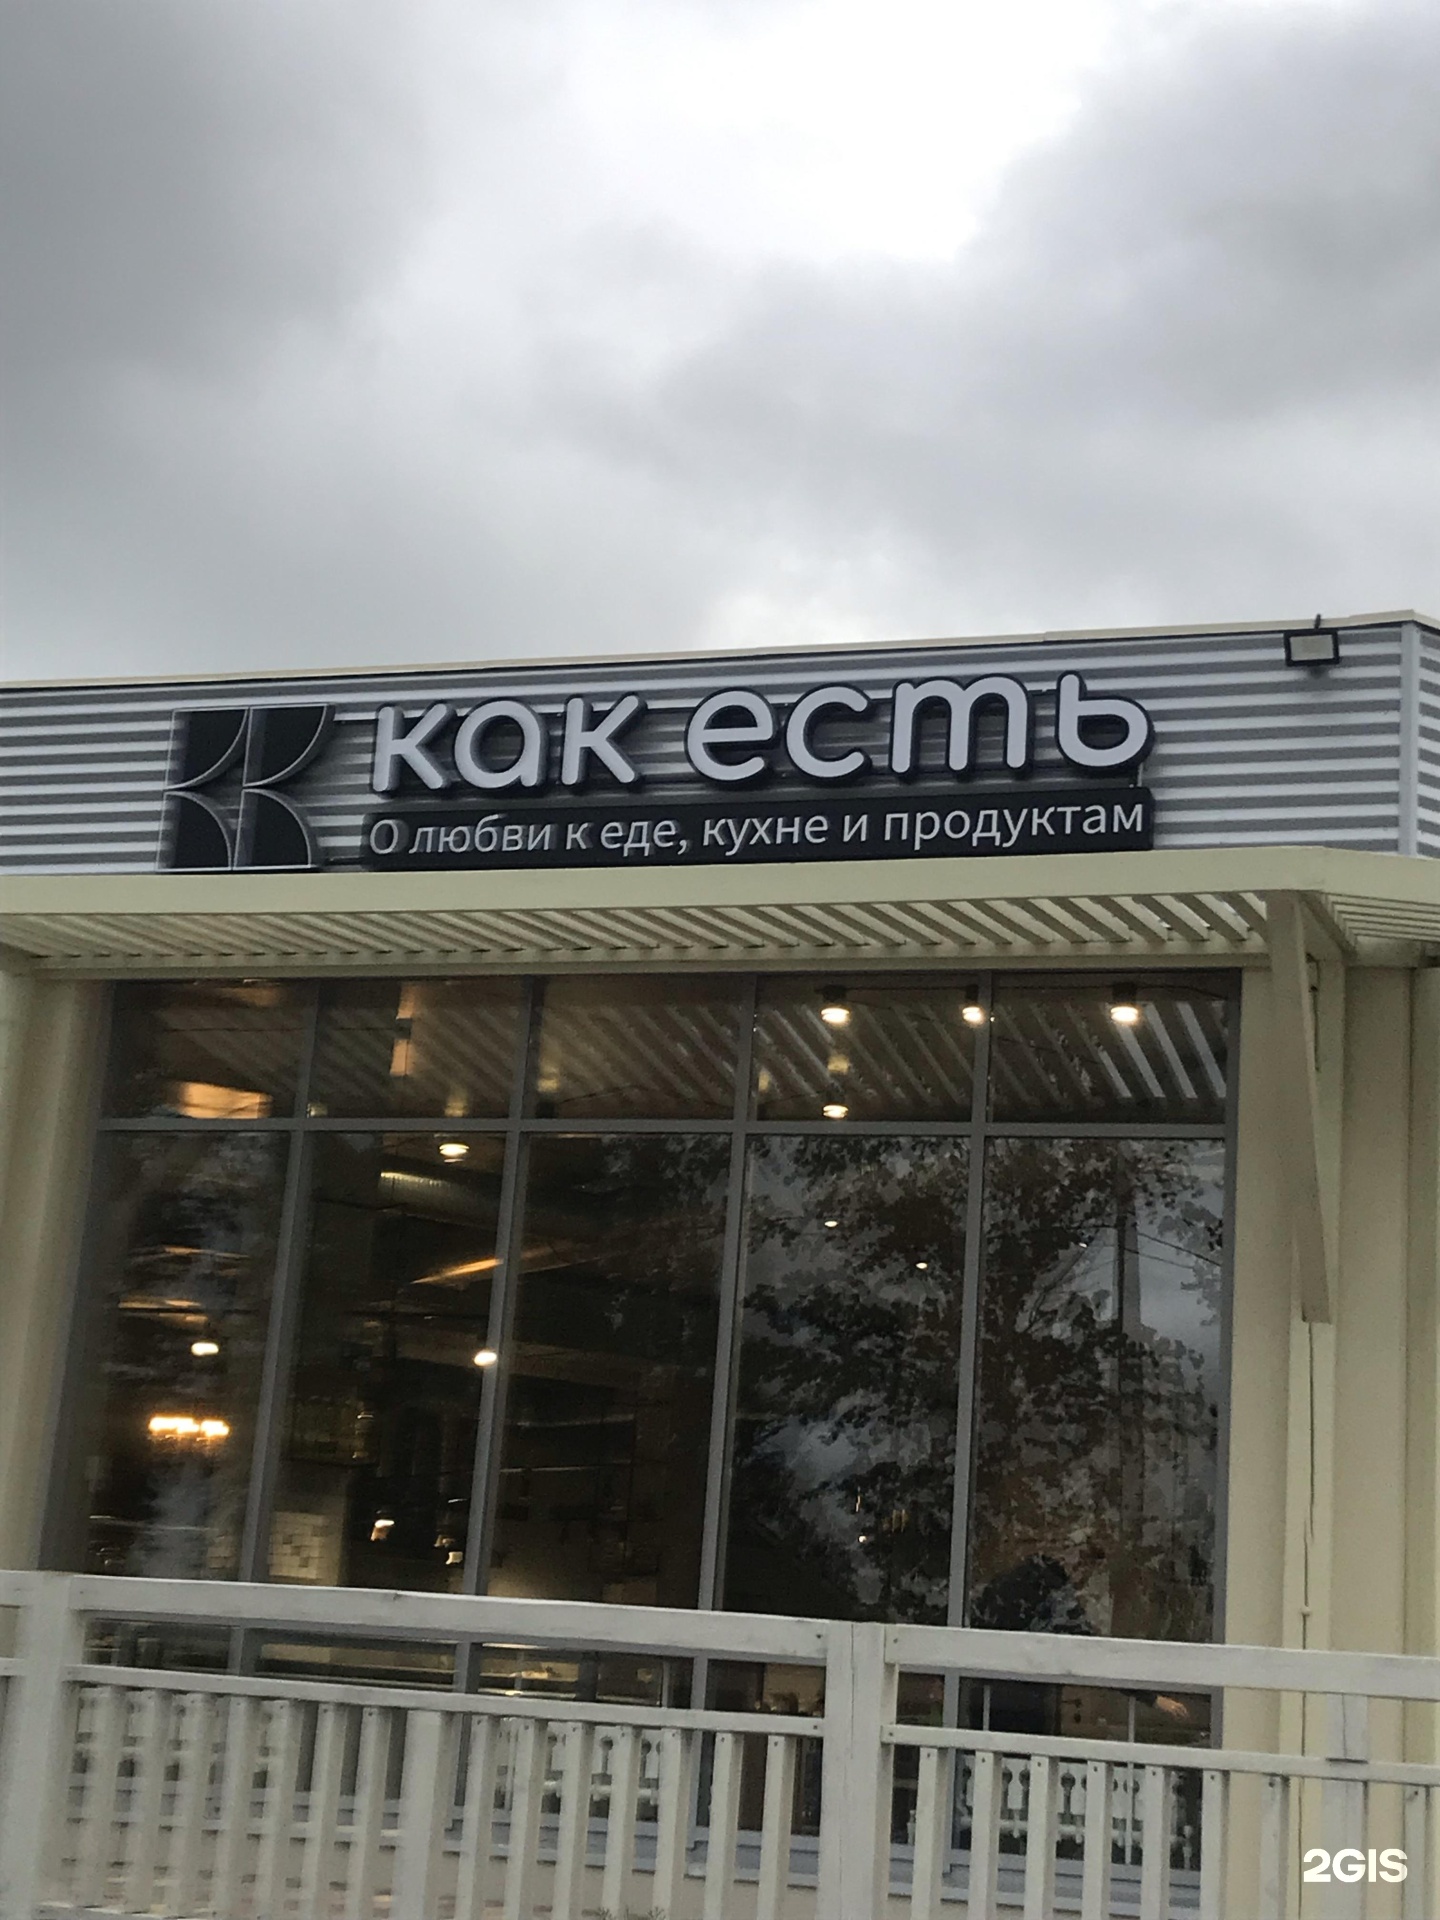 как есть
О любви к еде, кухне и продуктам
2GIS